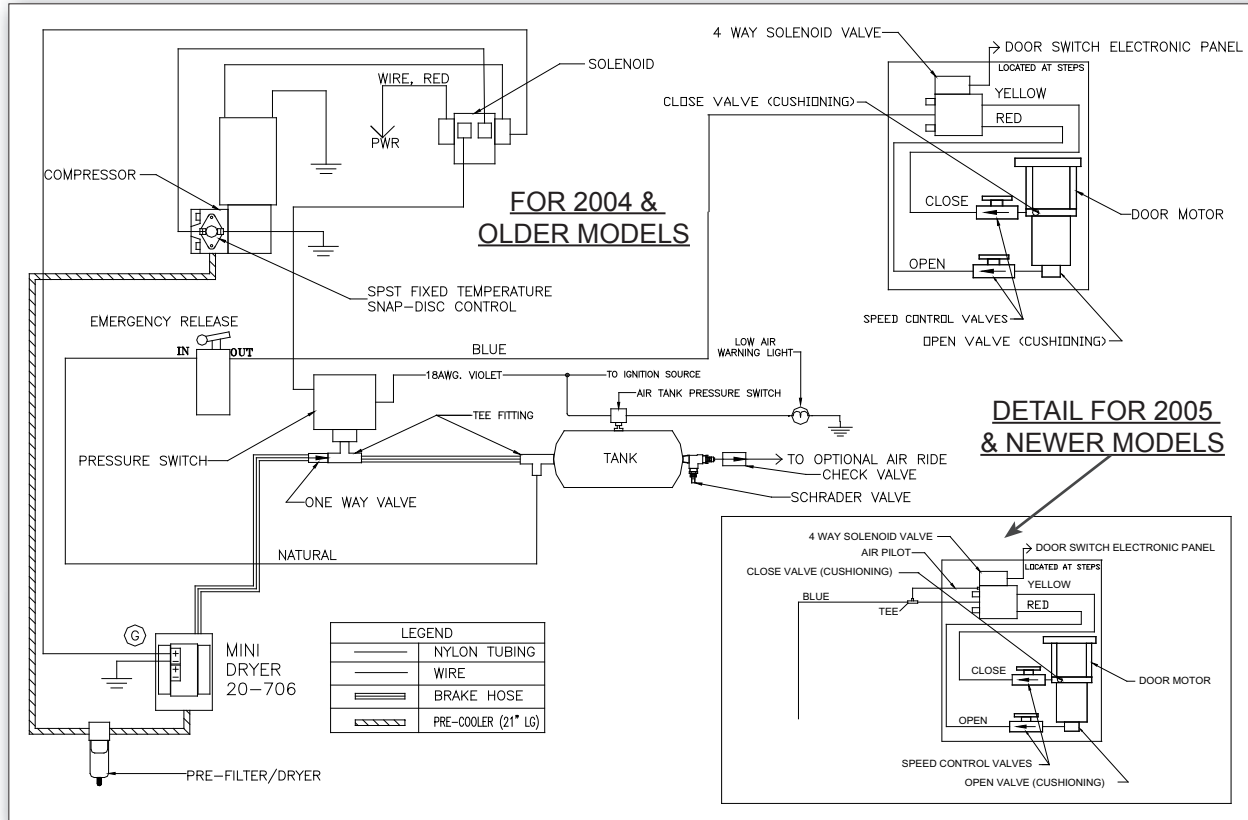 4 WAY SOLENOID VALVE
DOOR SWITCH ELECTRONIC PANEL
LOCATED AT STEPS
SOLENOID
WIRE, RED
PWR
CLOSE VALVE (CUSHIONING)
YELLOW
RED
COMPRESSOR
FOR 2004 &
OLDER MODELS
CLOSE
DOOR MOTOR
OPEN
SPST FIXED TEMPERATURE
SNAP-DISC CONTROL
SPEED CONTROL VALVES
OPEN VALVE (CUSHIONING)
EMERGENCY RELEASE
IN
OUT
BLUE
LOW AIR
WARNING LIGHT
18AWG. VIOLET
TO IGNITION SOURCE
AIR TANK PRESSURE SWITCH
TEE FITTING
DETAIL FOR 2005
& NEWER MODELS
PRESSURE SWITCH
TANK
TO OPTIONAL AIR RIDE
CHECK VALVE
SCHRADER VALVE
ONE WAY VALVE
NATURAL
4 WAY SOLENOID VALVE
AIR PILOT
DOOR SWITCH ELECTRONIC PANEL
CLOSE VALVE (CUSHIONING)
LOCATED AT STEPS
YELLOW
BLUE
TEE
RED
CLOSE
DOOR MOTOR
OPEN
SPEED CONTROL VALVES
OPEN VALVE (CUSHIONING)
G
+
-
+
-
MINI
DRYER
20-706
LEGEND
NYLON TUBING
WIRE
BRAKE HOSE
PRE-COOLER (21" LG)
PRE-FILTER/DRYER